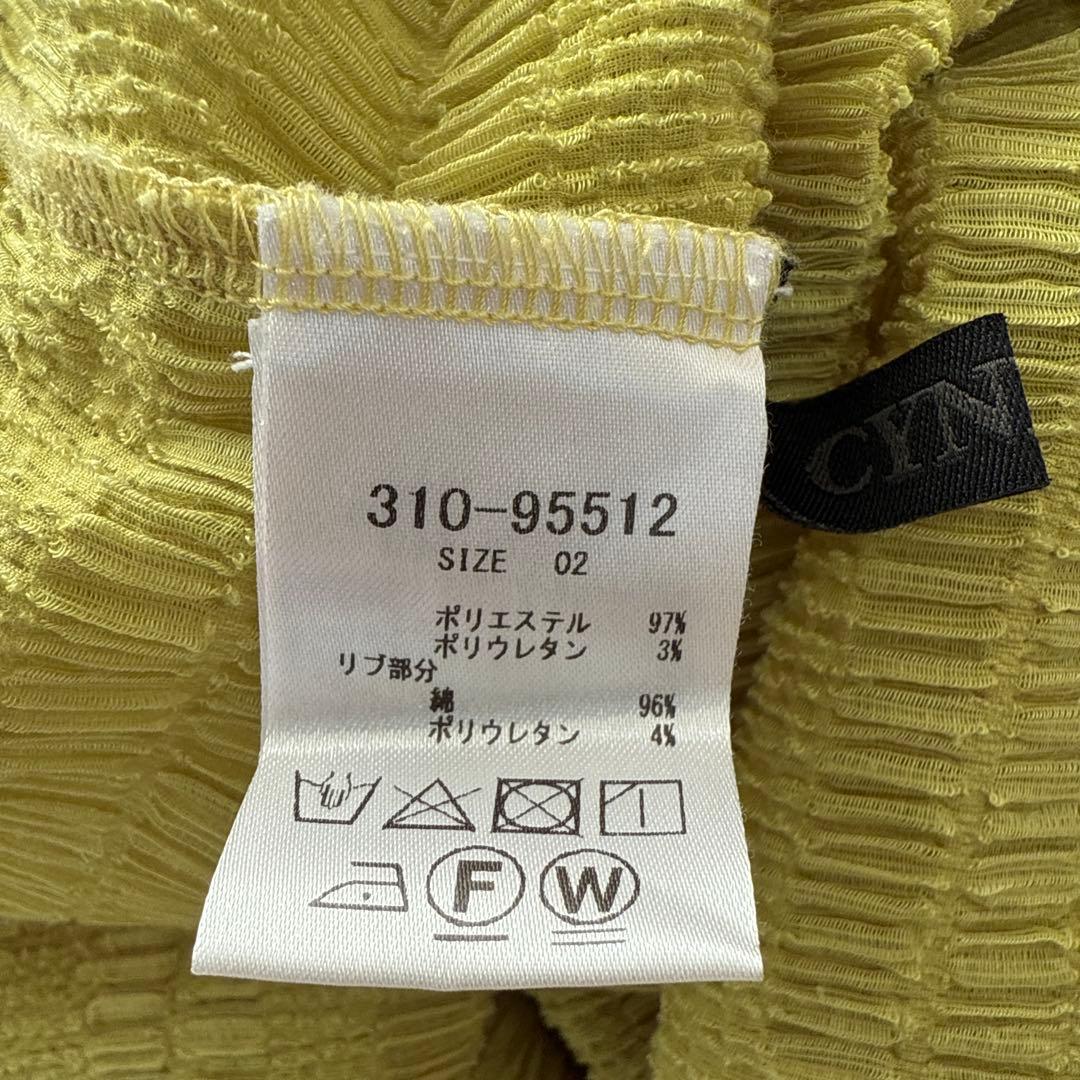 310-95512
SIZE 02
ポリエステル 97%
ポリウレタン 3%
リブ部分
綿 96%
ポリウレタン 4%
F W
CYN